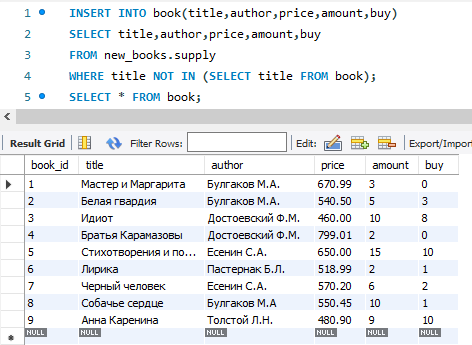 1 INSERT INTO book(title,author,price,amount,buy)
2 SELECT title,author,price,amount,buy
3 FROM new_books.supply
4 WHERE title NOT IN (SELECT title FROM book);
5 SELECT * FROM book;
Result Grid Filter Rows: Edit: Export/Import
book_id title author price amount buy
1 Мастер и Маргарита Булгаков М.А. 670.99 3 0
2 Белая гвардия Булгаков М.А. 540.50 5 3
3 Идиот Достоевский Ф.М. 460.00 10 8
4 Братья Карамазовы Достоевский Ф.М. 799.01 2 0
5 Стихотворения и по... Есенин С.А. 650.00 15 10
6 Лирика Пастернак Б.Л. 518.99 2 1
7 Черный человек Есенин С.А. 570.20 6 2
8 Собачье сердце Булгаков М.А 550.45 10 1
9 Анна Каренина Толстой Л.Н. 480.90 9 10
NULL NULL NULL NULL NULL NULL